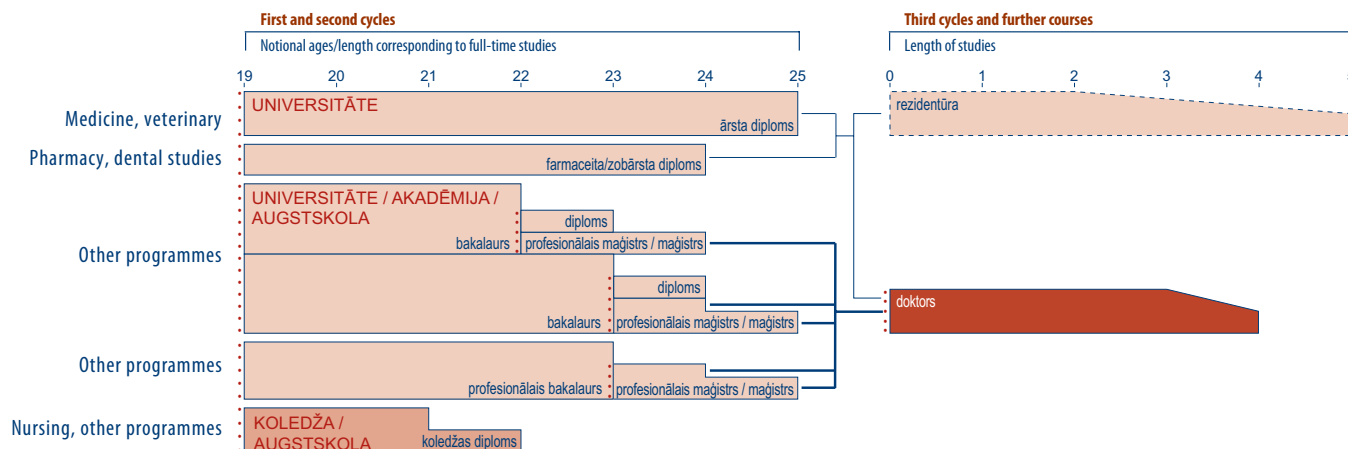 First and second cycles
Third cycles and further courses
Notional ages/length corresponding to full-time studies
Length of studies
19 20 21 22 23 24 25
0 1 2 3 4
Medicine, veterinary
UNIVERSITĀTE
ārsta diploms
rezidentūra
Pharmacy, dental studies
farmaceita/zobārsta diploms
Other programmes
UNIVERSITĀTE / AKADĒMIJA /
AUGSTSKOLA
diploms
bakalaurs
profesionālais maģistrs / maģistrs
diploms
bakalaurs
profesionālais maģistrs / maģistrs
doktors
Other programmes
profesionālais bakalaurs
profesionālais maģistrs / maģistrs
Nursing, other programmes
KOLEDŽA /
AUGSTSKOLA
koledžas diploms